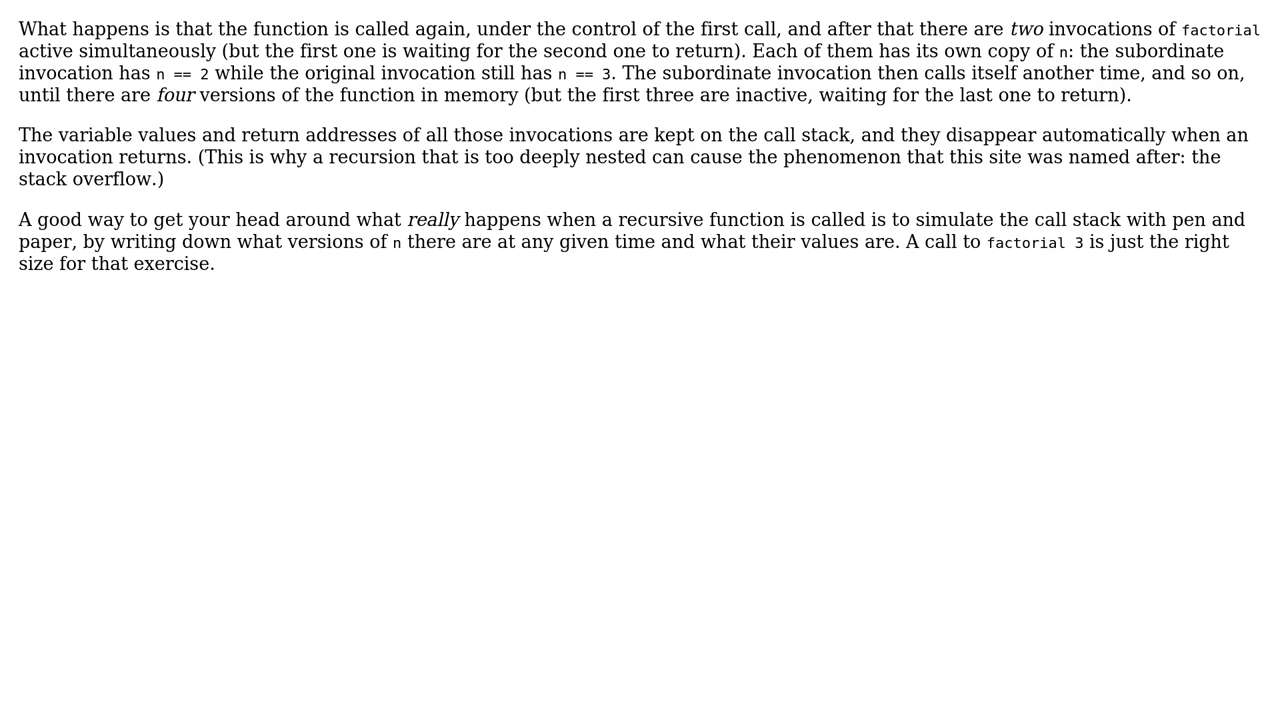 What happens is that the function is called again, under the control of the first call, and after that there are two invocations of factorial
active simultaneously (but the first one is waiting for the second one to return). Each of them has its own copy of n: the subordinate
invocation has n == 2 while the original invocation still has n == 3. The subordinate invocation then calls itself another time, and so on,
until there are four versions of the function in memory (but the first three are inactive, waiting for the last one to return).
The variable values and return addresses of all those invocations are kept on the call stack, and they disappear automatically when an
invocation returns. (This is why a recursion that is too deeply nested can cause the phenomenon that this site was named after: the
stack overflow.)
A good way to get your head around what really happens when a recursive function is called is to simulate the call stack with pen and
paper, by writing down what versions of n there are at any given time and what their values are. A call to factorial 3 is just the right
size for that exercise.